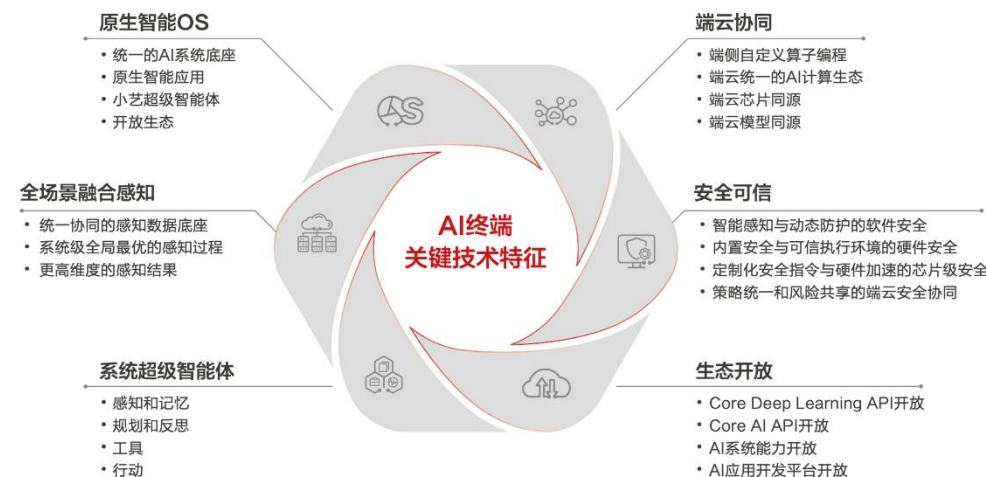 原生智能OS
• 统一的AI系统底座
• 原生智能应用
• 小艺超级智能体
• 开放生态
端云协同
• 端侧自定义算子编程
• 端云统一的AI计算生态
• 端云芯片同源
• 端云模型同源
全场景融合感知
• 统一协同的感知数据底座
• 系统级全局最优的感知过程
• 更高维度的感知结果
AI终端
关键技术特征
安全可信
• 智能感知与动态防护的软件安全
• 内置安全与可信执行环境的硬件安全
• 定制化安全指令与硬件加速的芯片级安全
• 策略统一和风险共享的端云安全协同
系统超级智能体
• 感知和记忆
• 规划和反思
• 工具
• 行动
生态开放
• Core Deep Learning API开放
• Core AI API开放
• AI系统能力开放
• AI应用开发平台开放
OS